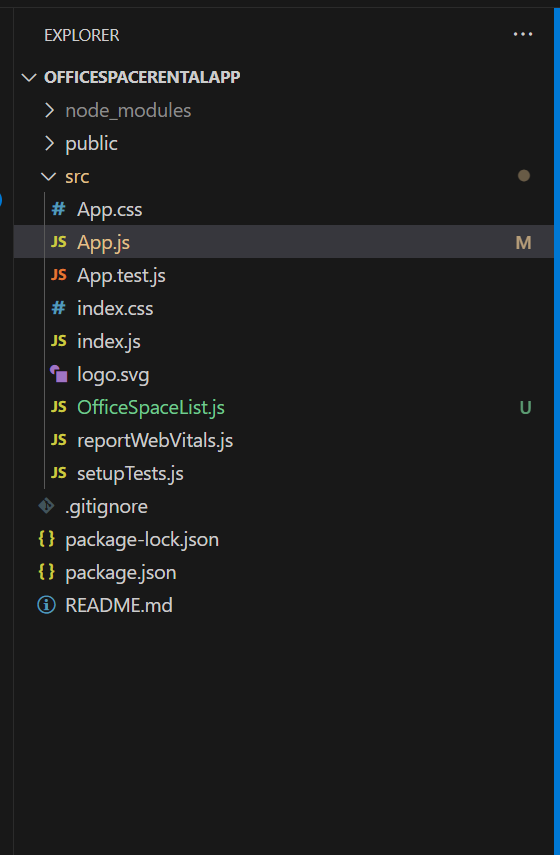 EXPLORER
OFFICESPACERENTALAPP
node_modules
public
src
# App.css
JS App.js M
JS App.test.js
# index.css
JS index.js
logo.svg
JS OfficeSpaceList.js U
JS reportWebVitals.js
JS setupTests.js
.gitignore
{} package-lock.json
{} package.json
README.md